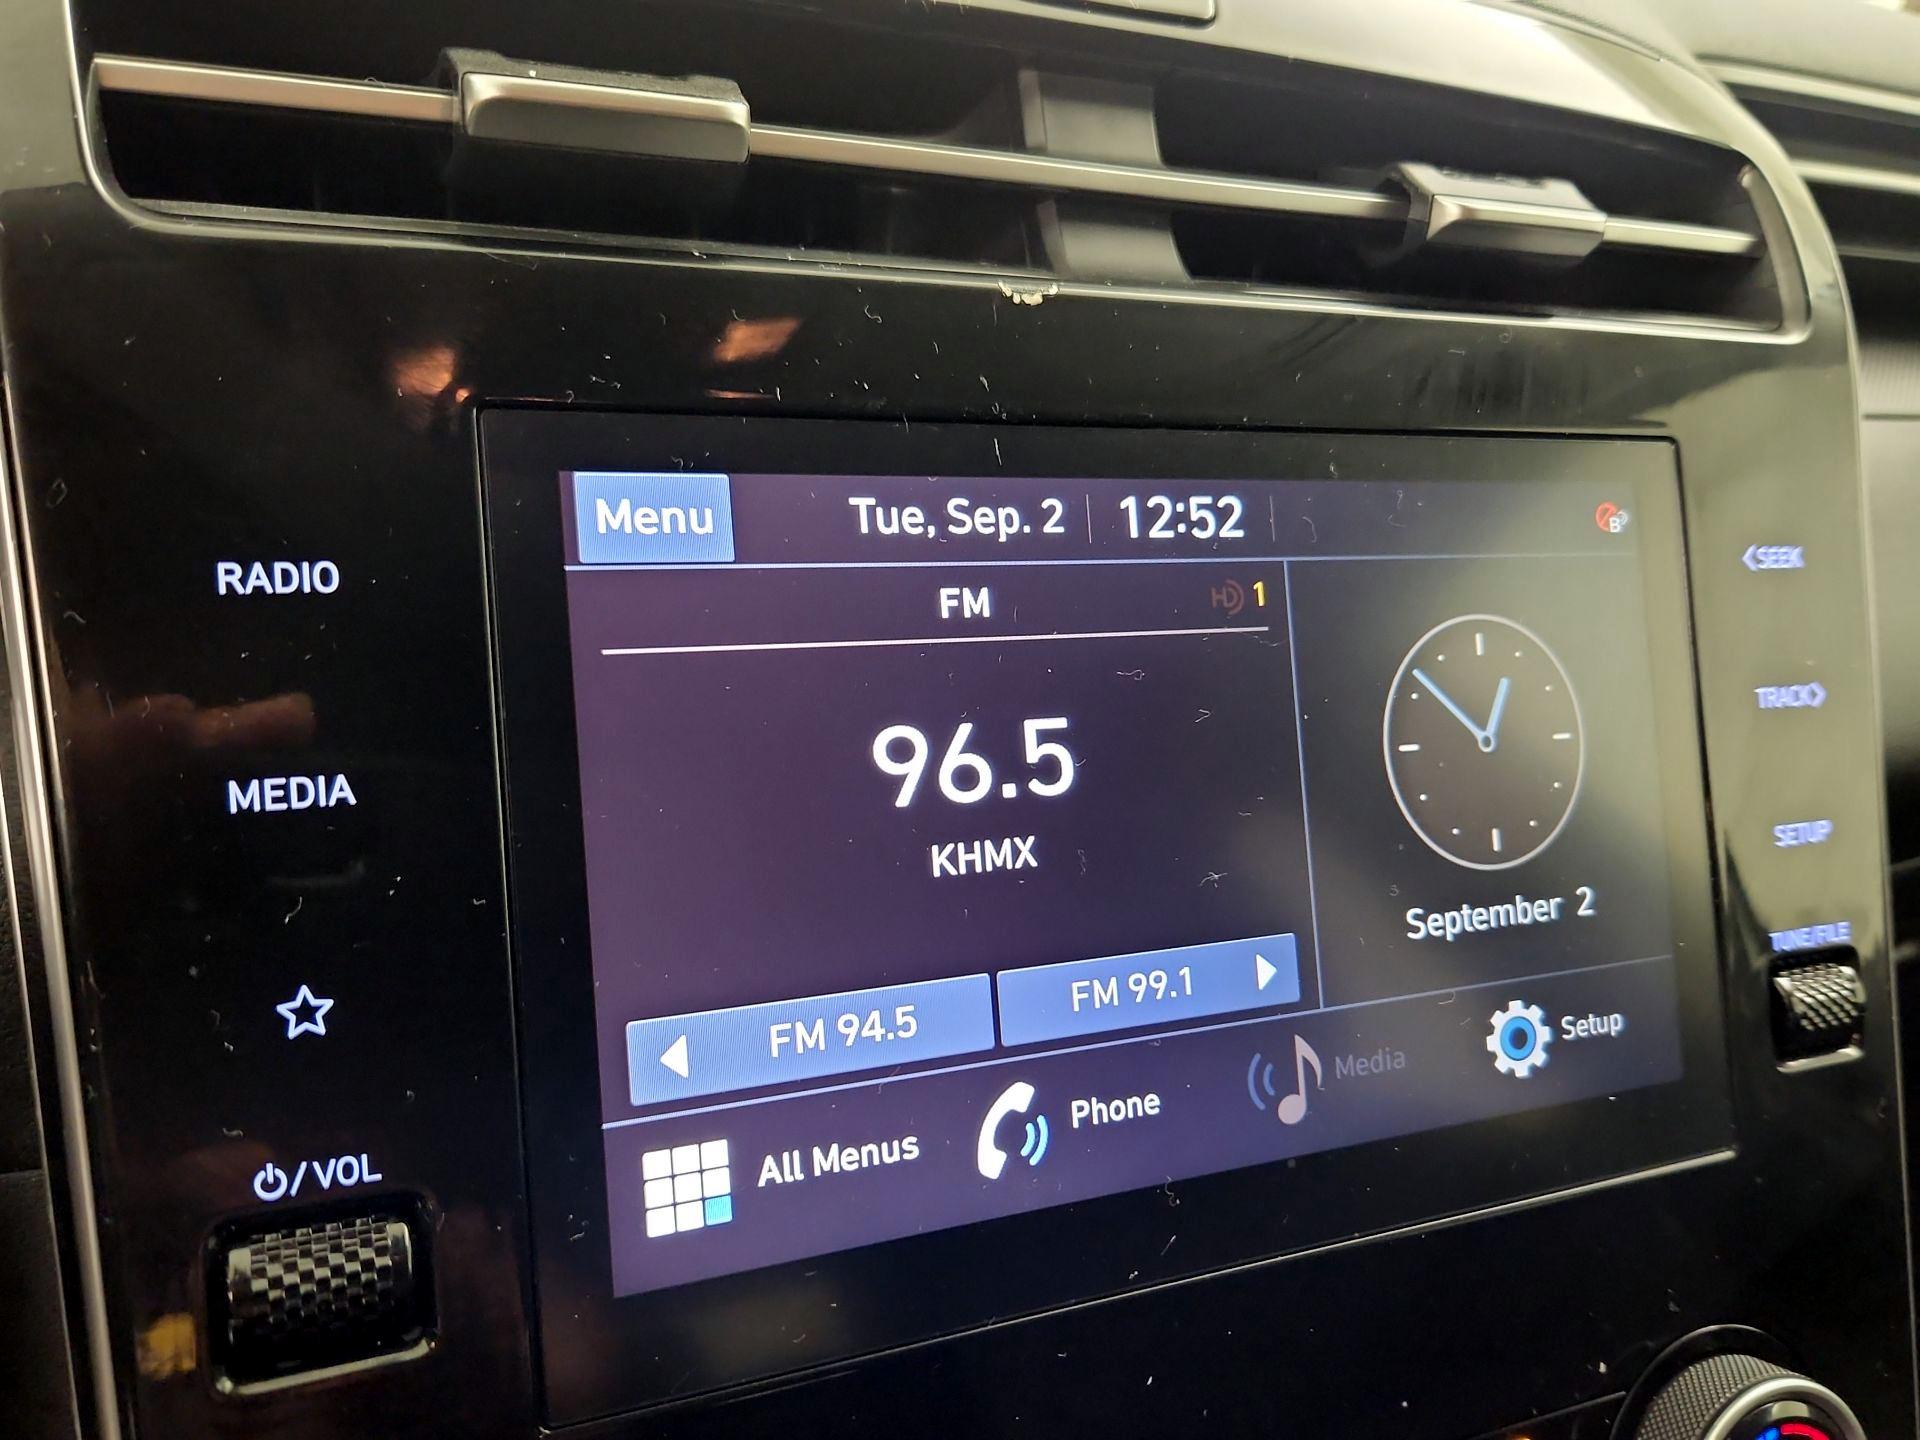 Menu
Tue, Sep. 2
12:52
B
RADIO
<SEEK
FM
HD 1
TRACK>
96.5
MEDIA
KHMX
SETUP
September 2
FM 94.5
FM 99.1
TUNE/FILE
All Menus
Phone
Media
Setup
/VOL